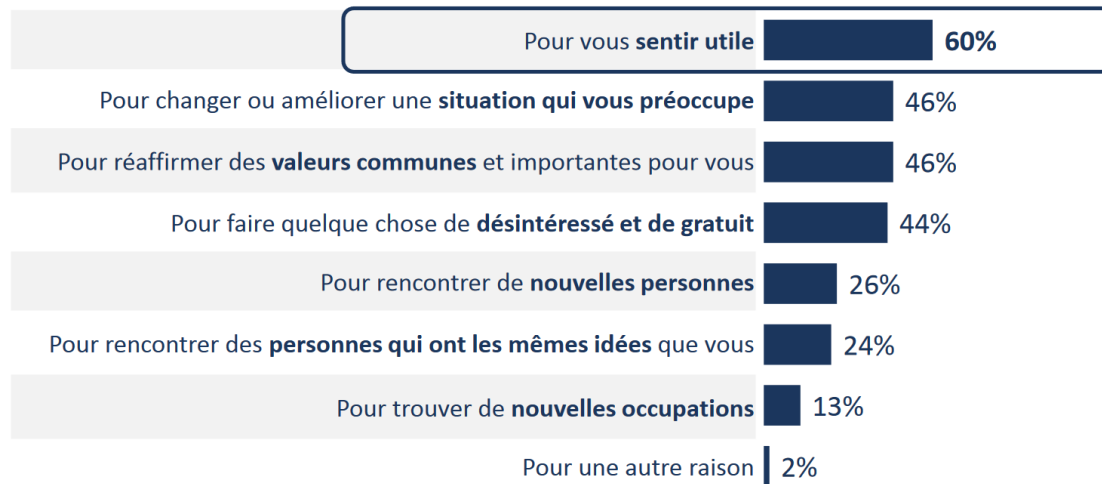 Pour vous sentir utile 60%
Pour changer ou améliorer une situation qui vous préoccupe 46%
Pour réaffirmer des valeurs communes et importantes pour vous 46%
Pour faire quelque chose de désintéressé et de gratuit 44%
Pour rencontrer de nouvelles personnes 26%
Pour rencontrer des personnes qui ont les mêmes idées que vous 24%
Pour trouver de nouvelles occupations 13%
Pour une autre raison 2%